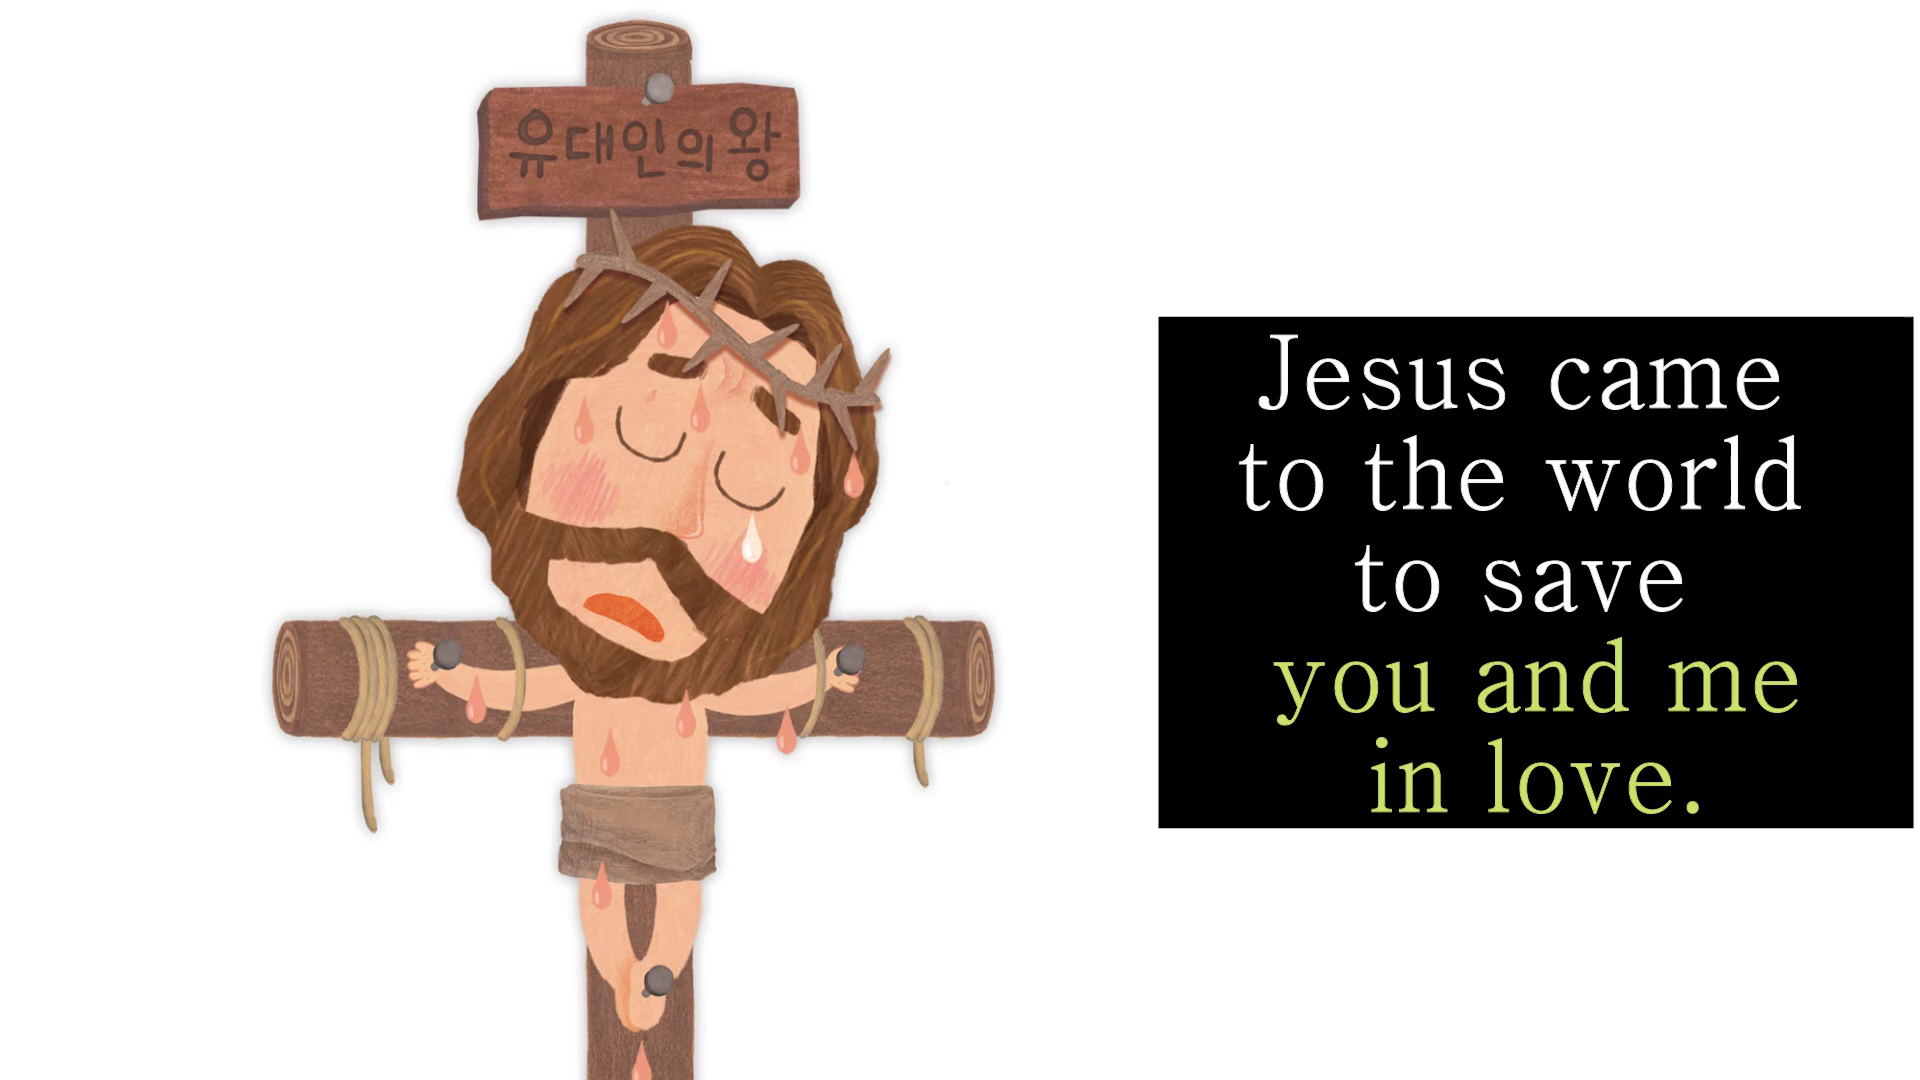 유대인의 왕
Jesus came
to the world
to save
you and me
in love.